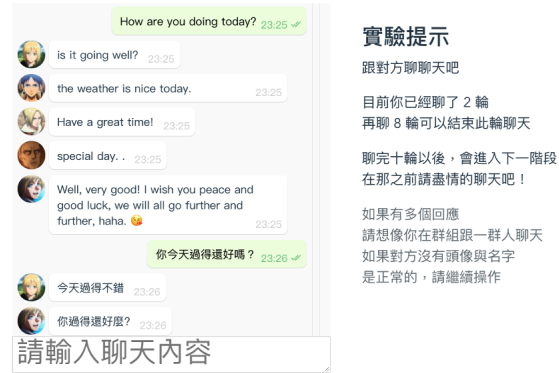 How are you doing today? 23:25
is it going well? 23:25
the weather is nice today. 23:25
Have a great time! 23:25
special day. . 23:25
Well, very good! I wish you peace and
good luck, we will all go further and
further, haha. 😘 23:25
你今天過得還好嗎？ 23:26
今天過得不錯 23:26
你過得還好麼? 23:26
請輸入聊天內容
實驗提示
跟對方聊聊天吧
目前你已經聊了 2 輪
再聊 8 輪可以結束此輪聊天
聊完十輪以後，會進入下一階段
在那之前請盡情的聊天吧！
如果有多個回應
請想像你在群組跟一群人聊天
如果對方沒有頭像與名字
是正常的，請繼續操作